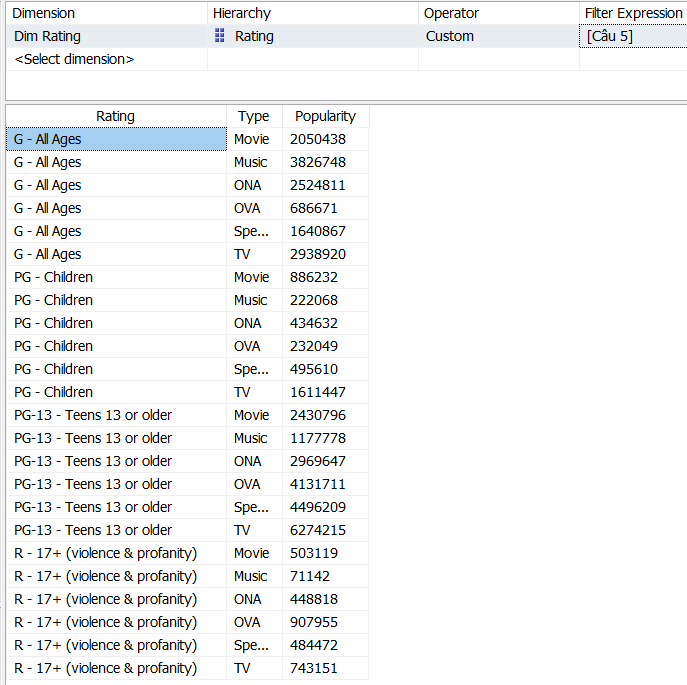 Dimension Hierarchy Operator Filter Expression
Dim Rating Rating Custom [Câu 5]
<Select dimension>
Rating Type Popularity
G - All Ages Movie 2050438
G - All Ages Music 3826748
G - All Ages ONA 2524811
G - All Ages OVA 686671
G - All Ages Spe... 1640867
G - All Ages TV 2938920
PG - Children Movie 886232
PG - Children Music 222068
PG - Children ONA 434632
PG - Children OVA 232049
PG - Children Spe... 495610
PG - Children TV 1611447
PG-13 - Teens 13 or older Movie 2430796
PG-13 - Teens 13 or older Music 1177778
PG-13 - Teens 13 or older ONA 2969647
PG-13 - Teens 13 or older OVA 4131711
PG-13 - Teens 13 or older Spe... 4496209
PG-13 - Teens 13 or older TV 6274215
R - 17+ (violence & profanity) Movie 503119
R - 17+ (violence & profanity) Music 71142
R - 17+ (violence & profanity) ONA 448818
R - 17+ (violence & profanity) OVA 907955
R - 17+ (violence & profanity) Spe... 484472
R - 17+ (violence & profanity) TV 743151